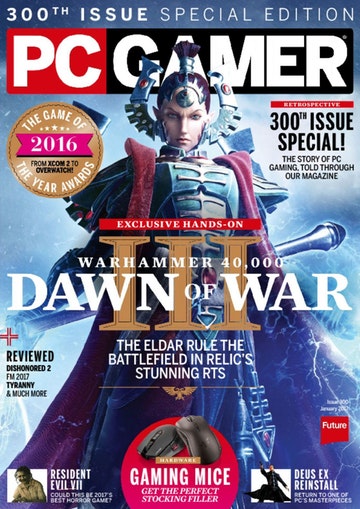 300TH ISSUE SPECIAL EDITION
PC GAMER
THE GAME OF
2016
FROM XCOM 2 TO
OVERWATCH!
THE YEAR AWARDS
RETROSPECTIVE
300TH ISSUE
SPECIAL!
THE STORY OF PC
GAMING, TOLD THROUGH
OUR MAGAZINE
EXCLUSIVE HANDS-ON
III
WARHAMMER 40,000
DAWN OF WAR
THE ELDAR RULE THE
BATTLEFIELD IN RELIC'S
STUNNING RTS
REVIEWED
DISHONORED 2
FM 2017
TYRANNY
& MUCH MORE
Issue 300
January 2017
Future
RESIDENT
EVIL VII
COULD THIS BE 2017'S
BEST HORROR GAME?
HARDWARE
GAMING MICE
GET THE PERFECT
STOCKING FILLER
DEUS EX
REINSTALL
RETURN TO ONE OF
PC'S MASTERPIECES